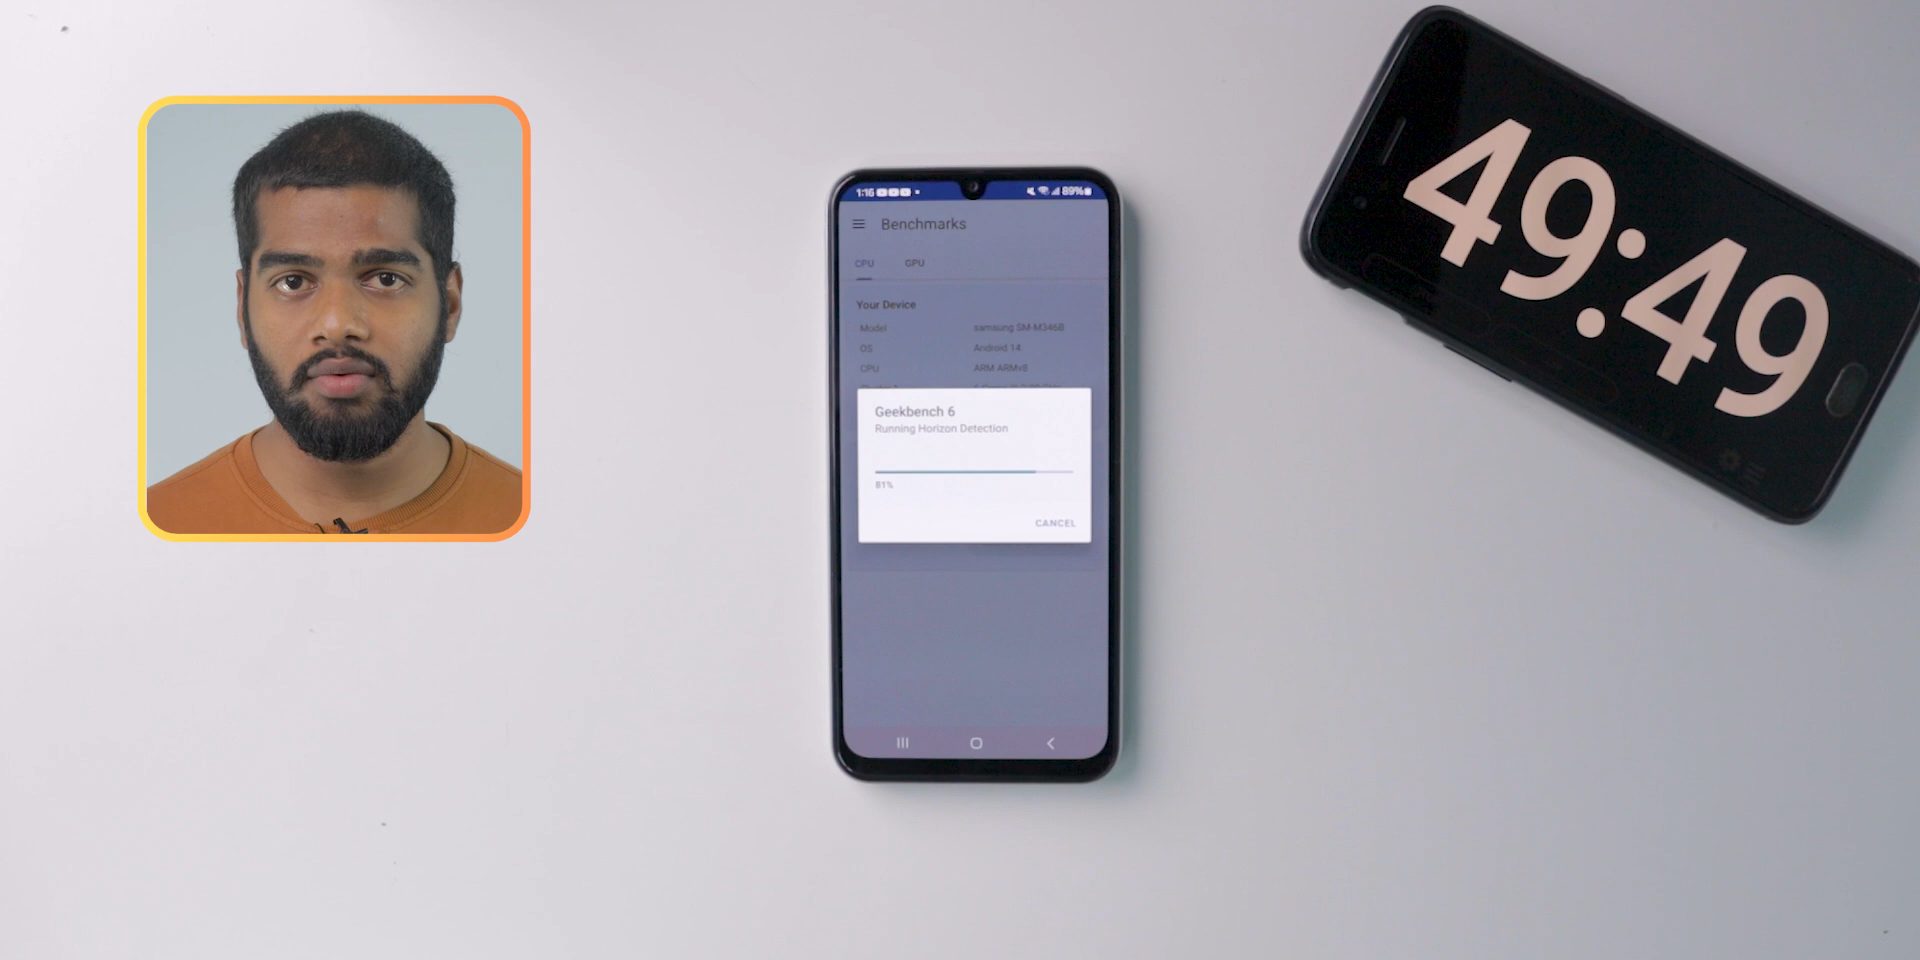 1:16
89%
Benchmarks
CPU GPU
Your Device
Model samsung SM-M346B
OS Android 14
CPU ARM ARMv8
Geekbench 6
Running Horizon Detection
81%
CANCEL
49:49